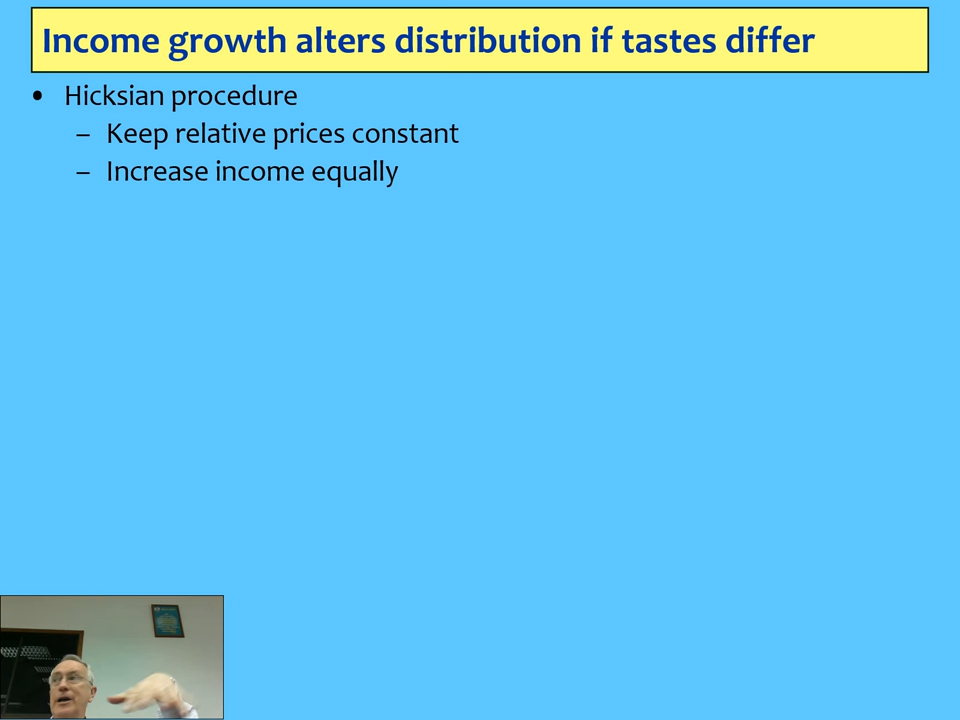 Income growth alters distribution if tastes differ
• Hicksian procedure
– Keep relative prices constant
– Increase income equally